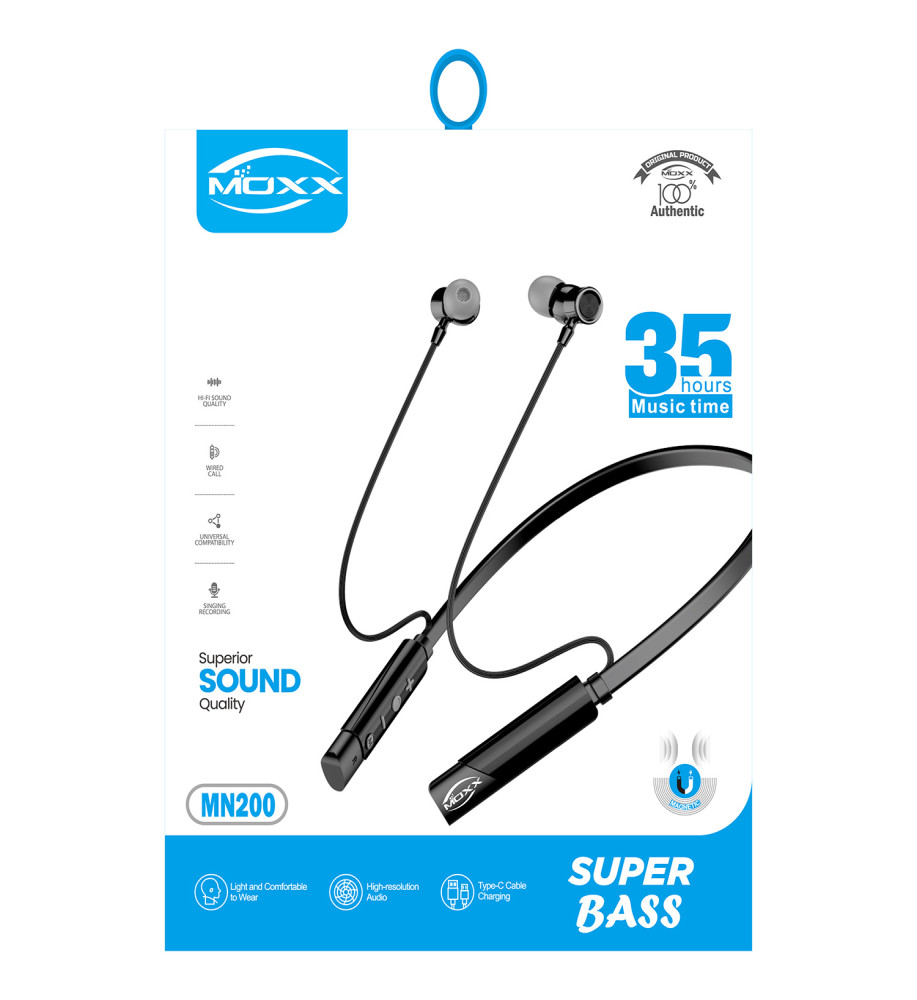 MOXX
ORIGINAL PRODUCT
MOXX
100%
Authentic
35
hours
Music time
HI-FI SOUND
QUALITY
WIRED
CALL
UNIVERSAL
COMPATIBILITY
SINGING
RECORDING
Superior
SOUND
Quality
MOXX
MN200
MAGNETIC
Light and Comfortable
to Wear
High-resolution
Audio
Type-C Cable
Charging
SUPER
BASS